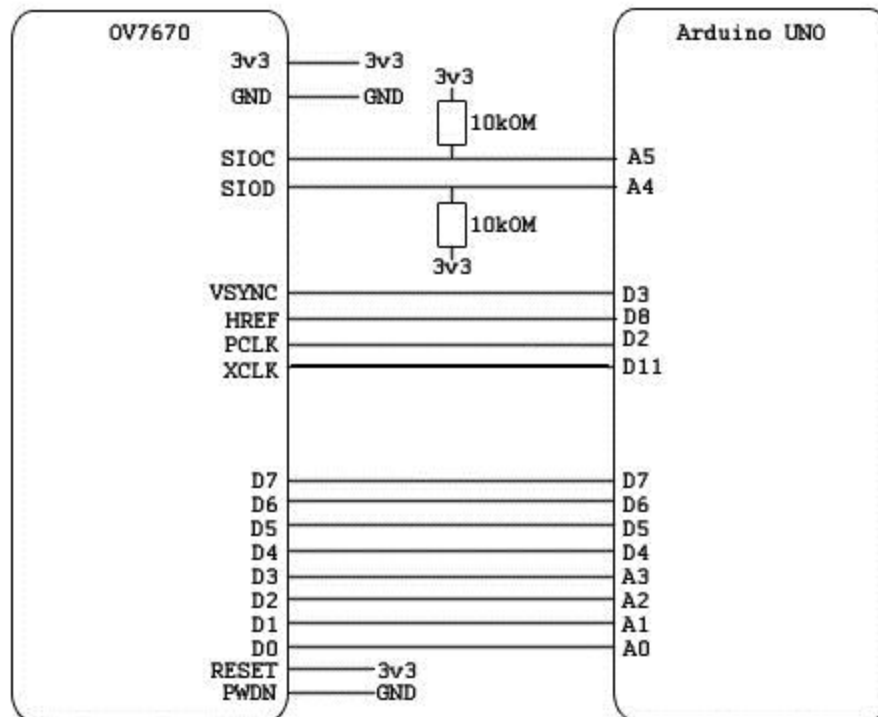 OV7670 Arduino UNO
3v3 3v3
3v3
GND GND
10kOM
SIOC A5
SIOD A4
10kOM
3v3
VSYNC D3
HREF D8
PCLK D2
XCLK D11
D7 D7
D6 D6
D5 D5
D4 D4
D3 A3
D2 A2
D1 A1
D0 A0
RESET 3v3
PWDN GND